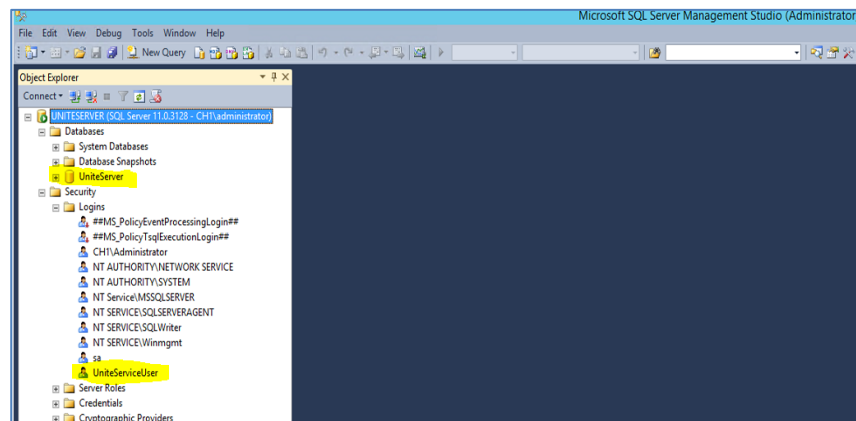 Microsoft SQL Server Management Studio (Administrator
File Edit View Debug Tools Window Help
New Query
Object Explorer
Connect
UNITESERVER (SQL Server 11.0.3128 - CH1\administrator)
Databases
System Databases
Database Snapshots
UniteServer
Security
Logins
##MS_PolicyEventProcessingLogin##
##MS_PolicyTsqlExecutionLogin##
CH1\Administrator
NT AUTHORITY\NETWORK SERVICE
NT AUTHORITY\SYSTEM
NT Service\MSSQLSERVER
NT SERVICE\SQLSERVERAGENT
NT SERVICE\SQLWriter
NT SERVICE\Winmgmt
sa
UniteServiceUser
Server Roles
Credentials
Cryptographic Providers